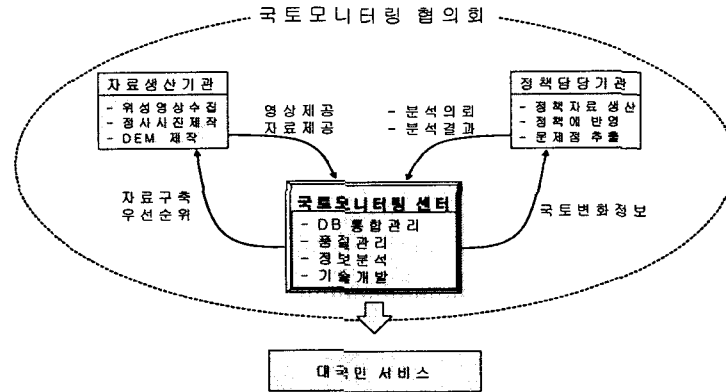 국토모니터링 협의회
자료생산기관
- 위성영상수집
- 정사사진제작
- DEM 제작
영상제공
자료제공
- 분석의뢰
- 분석결과
정책담당기관
- 정책자료 생산
- 정책에 반영
- 문제점 추출
자료구축
우선순위
국토모니터링 센터
- DB 통합관리
- 품질관리
- 정보분석
- 기술개발
국토변화정보
대국민 서비스